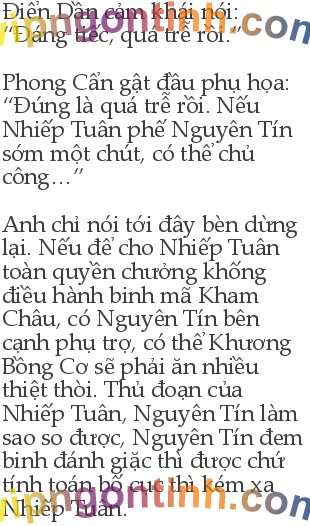 Điển Dần cảm khái nói:
“Đáng tiếc, quá trễ rồi.”
Phong Cẩn gật đầu phụ họa:
“Đúng là quá trễ rồi. Nếu
Nhiếp Tuân phế Nguyên Tín
sớm một chút, có thể chủ
công…”
Anh chỉ nói tới đây bèn dừng
lại. Nếu để cho Nhiếp Tuân
toàn quyền chưởng khống
điều hành binh mã Kham
Châu, có Nguyên Tín bên
cạnh phụ trợ, có thể Khương
Bồng Cơ sẽ phải ăn nhiều
thiệt thòi. Thủ đoạn của
Nhiếp Tuân, Nguyên Tín làm
sao so được, Nguyên Tín đem
binh đánh giặc thì được chứ
tính toán bố cục thì kém xa
Nhiếp Tuân.
vipngontinh.com
vipngontinh.com